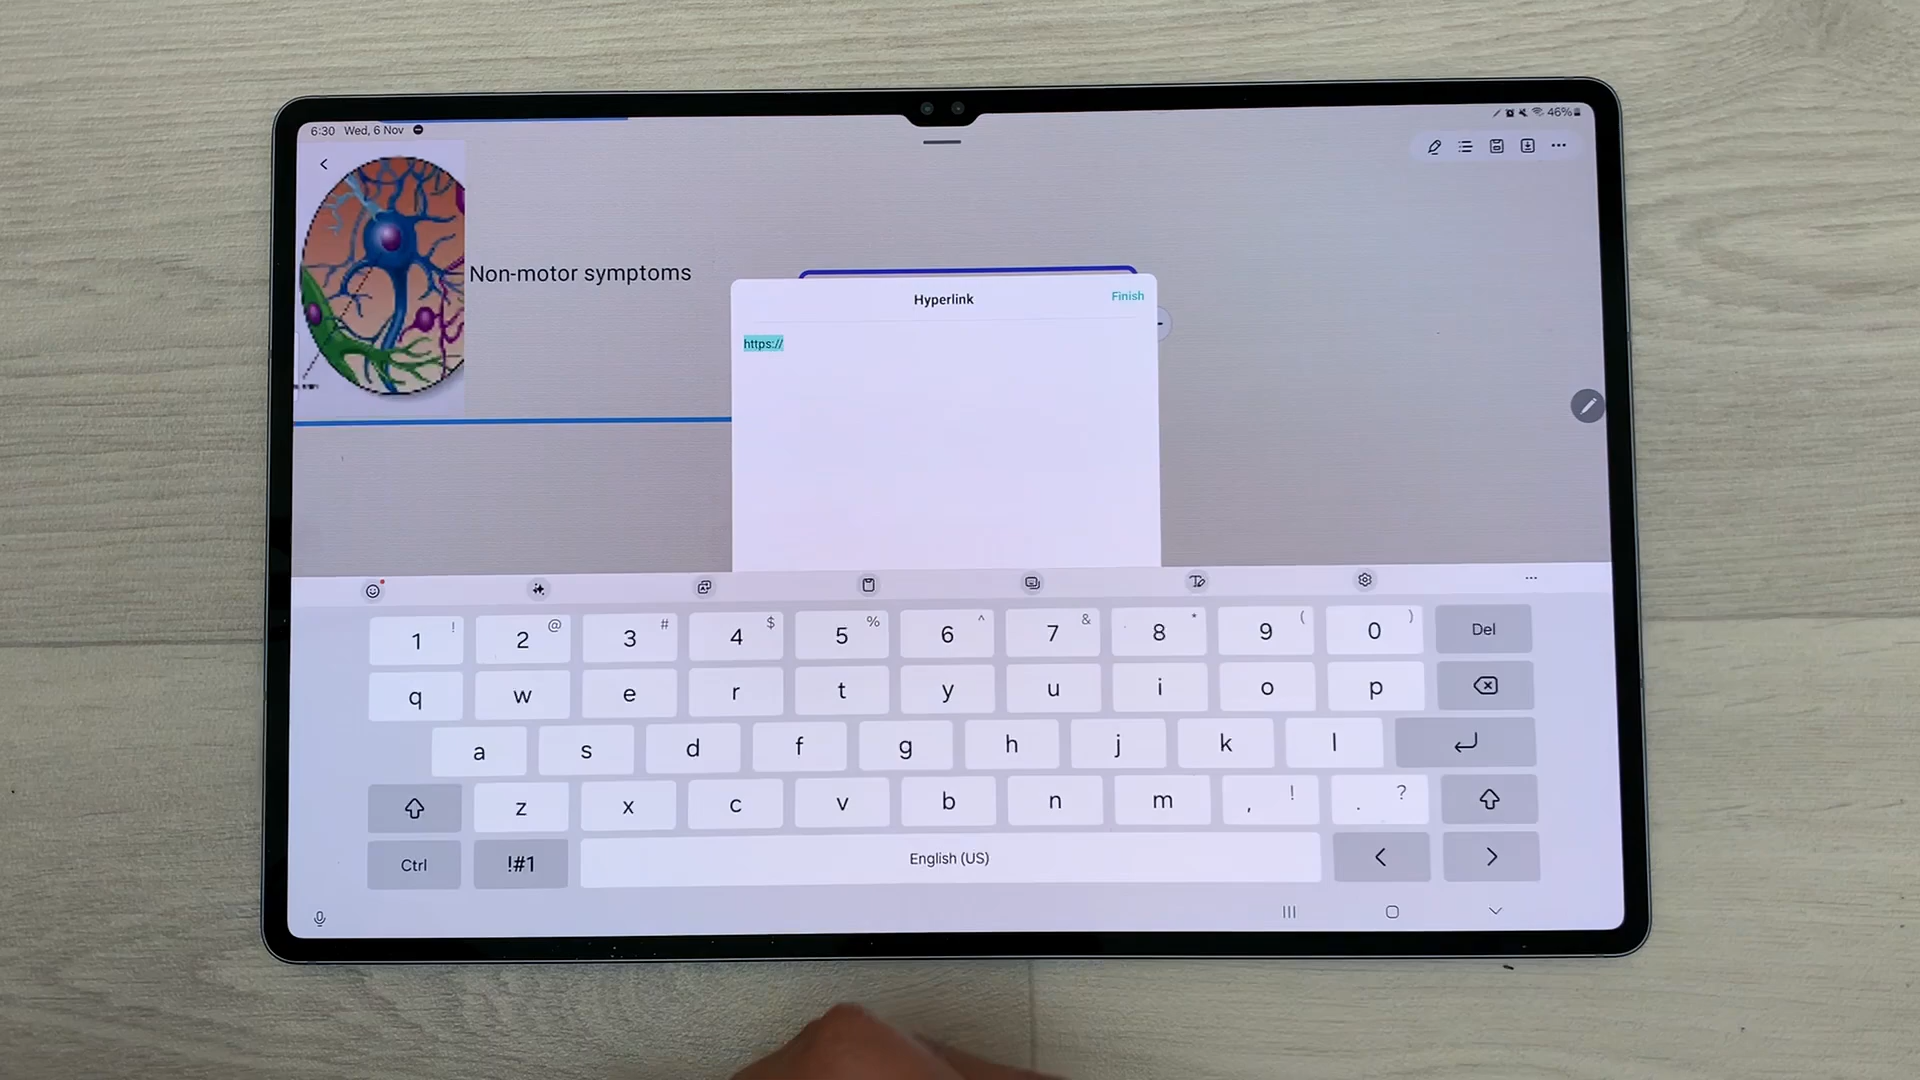 6:30 Wed, 6 Nov
46%
Non-motor symptoms
Hyperlink
Finish
https://
1 ! 2 @ 3 # 4 $ 5 % 6 ^ 7 & 8 * 9 ( 0 ) Del
q w e r t y u i o p
a s d f g h j k l
z x c v b n m , ! . ?
Ctrl !#1 English (US) < >